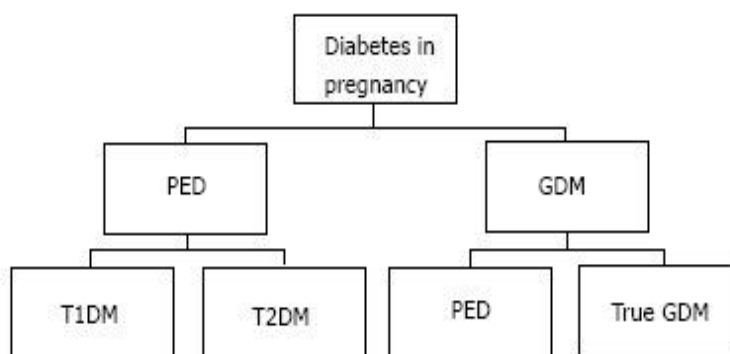 Diabetes in
pregnancy
PED
GDM
T1DM
T2DM
PED
True GDM